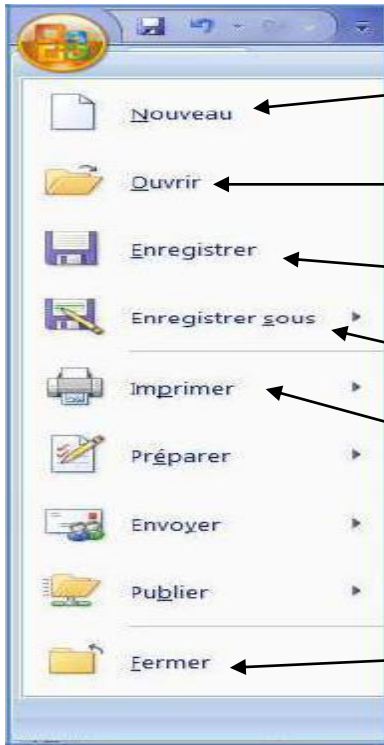 Nouveau
Ouvrir
Enregistrer
Enregistrer sous
Imprimer
Préparer
Envoyer
Publier
Fermer